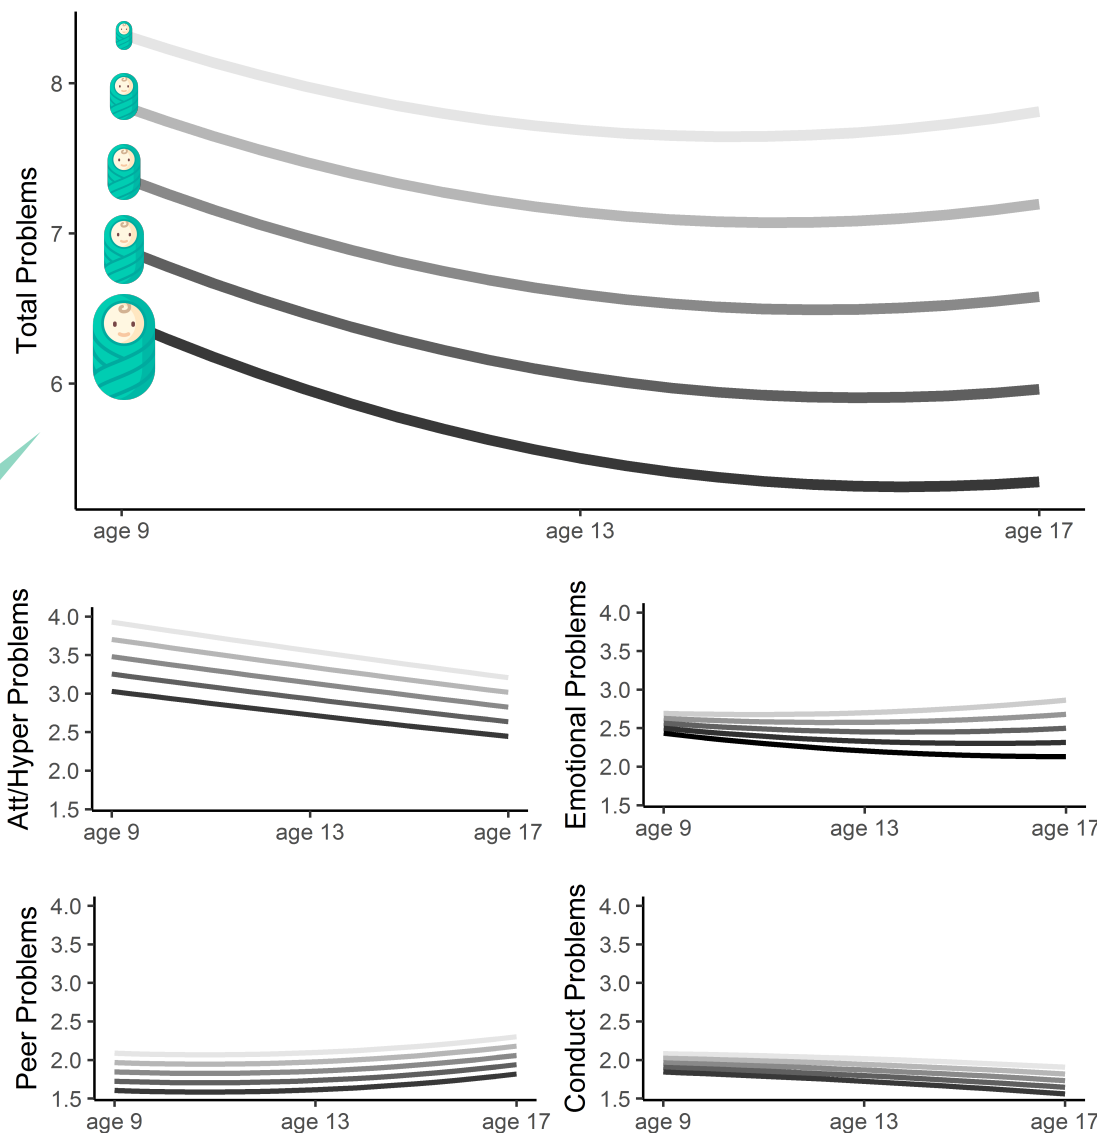 Total Problems
8
7
6
age 9
age 13
age 17
Att/Hyper Problems
4.0
3.5
3.0
2.5
2.0
1.5
age 9
age 13
age 17
Emotional Problems
4.0
3.5
3.0
2.5
2.0
1.5
age 9
age 13
age 17
Peer Problems
4.0
3.5
3.0
2.5
2.0
1.5
age 9
age 13
age 17
Conduct Problems
4.0
3.5
3.0
2.5
2.0
1.5
age 9
age 13
age 17